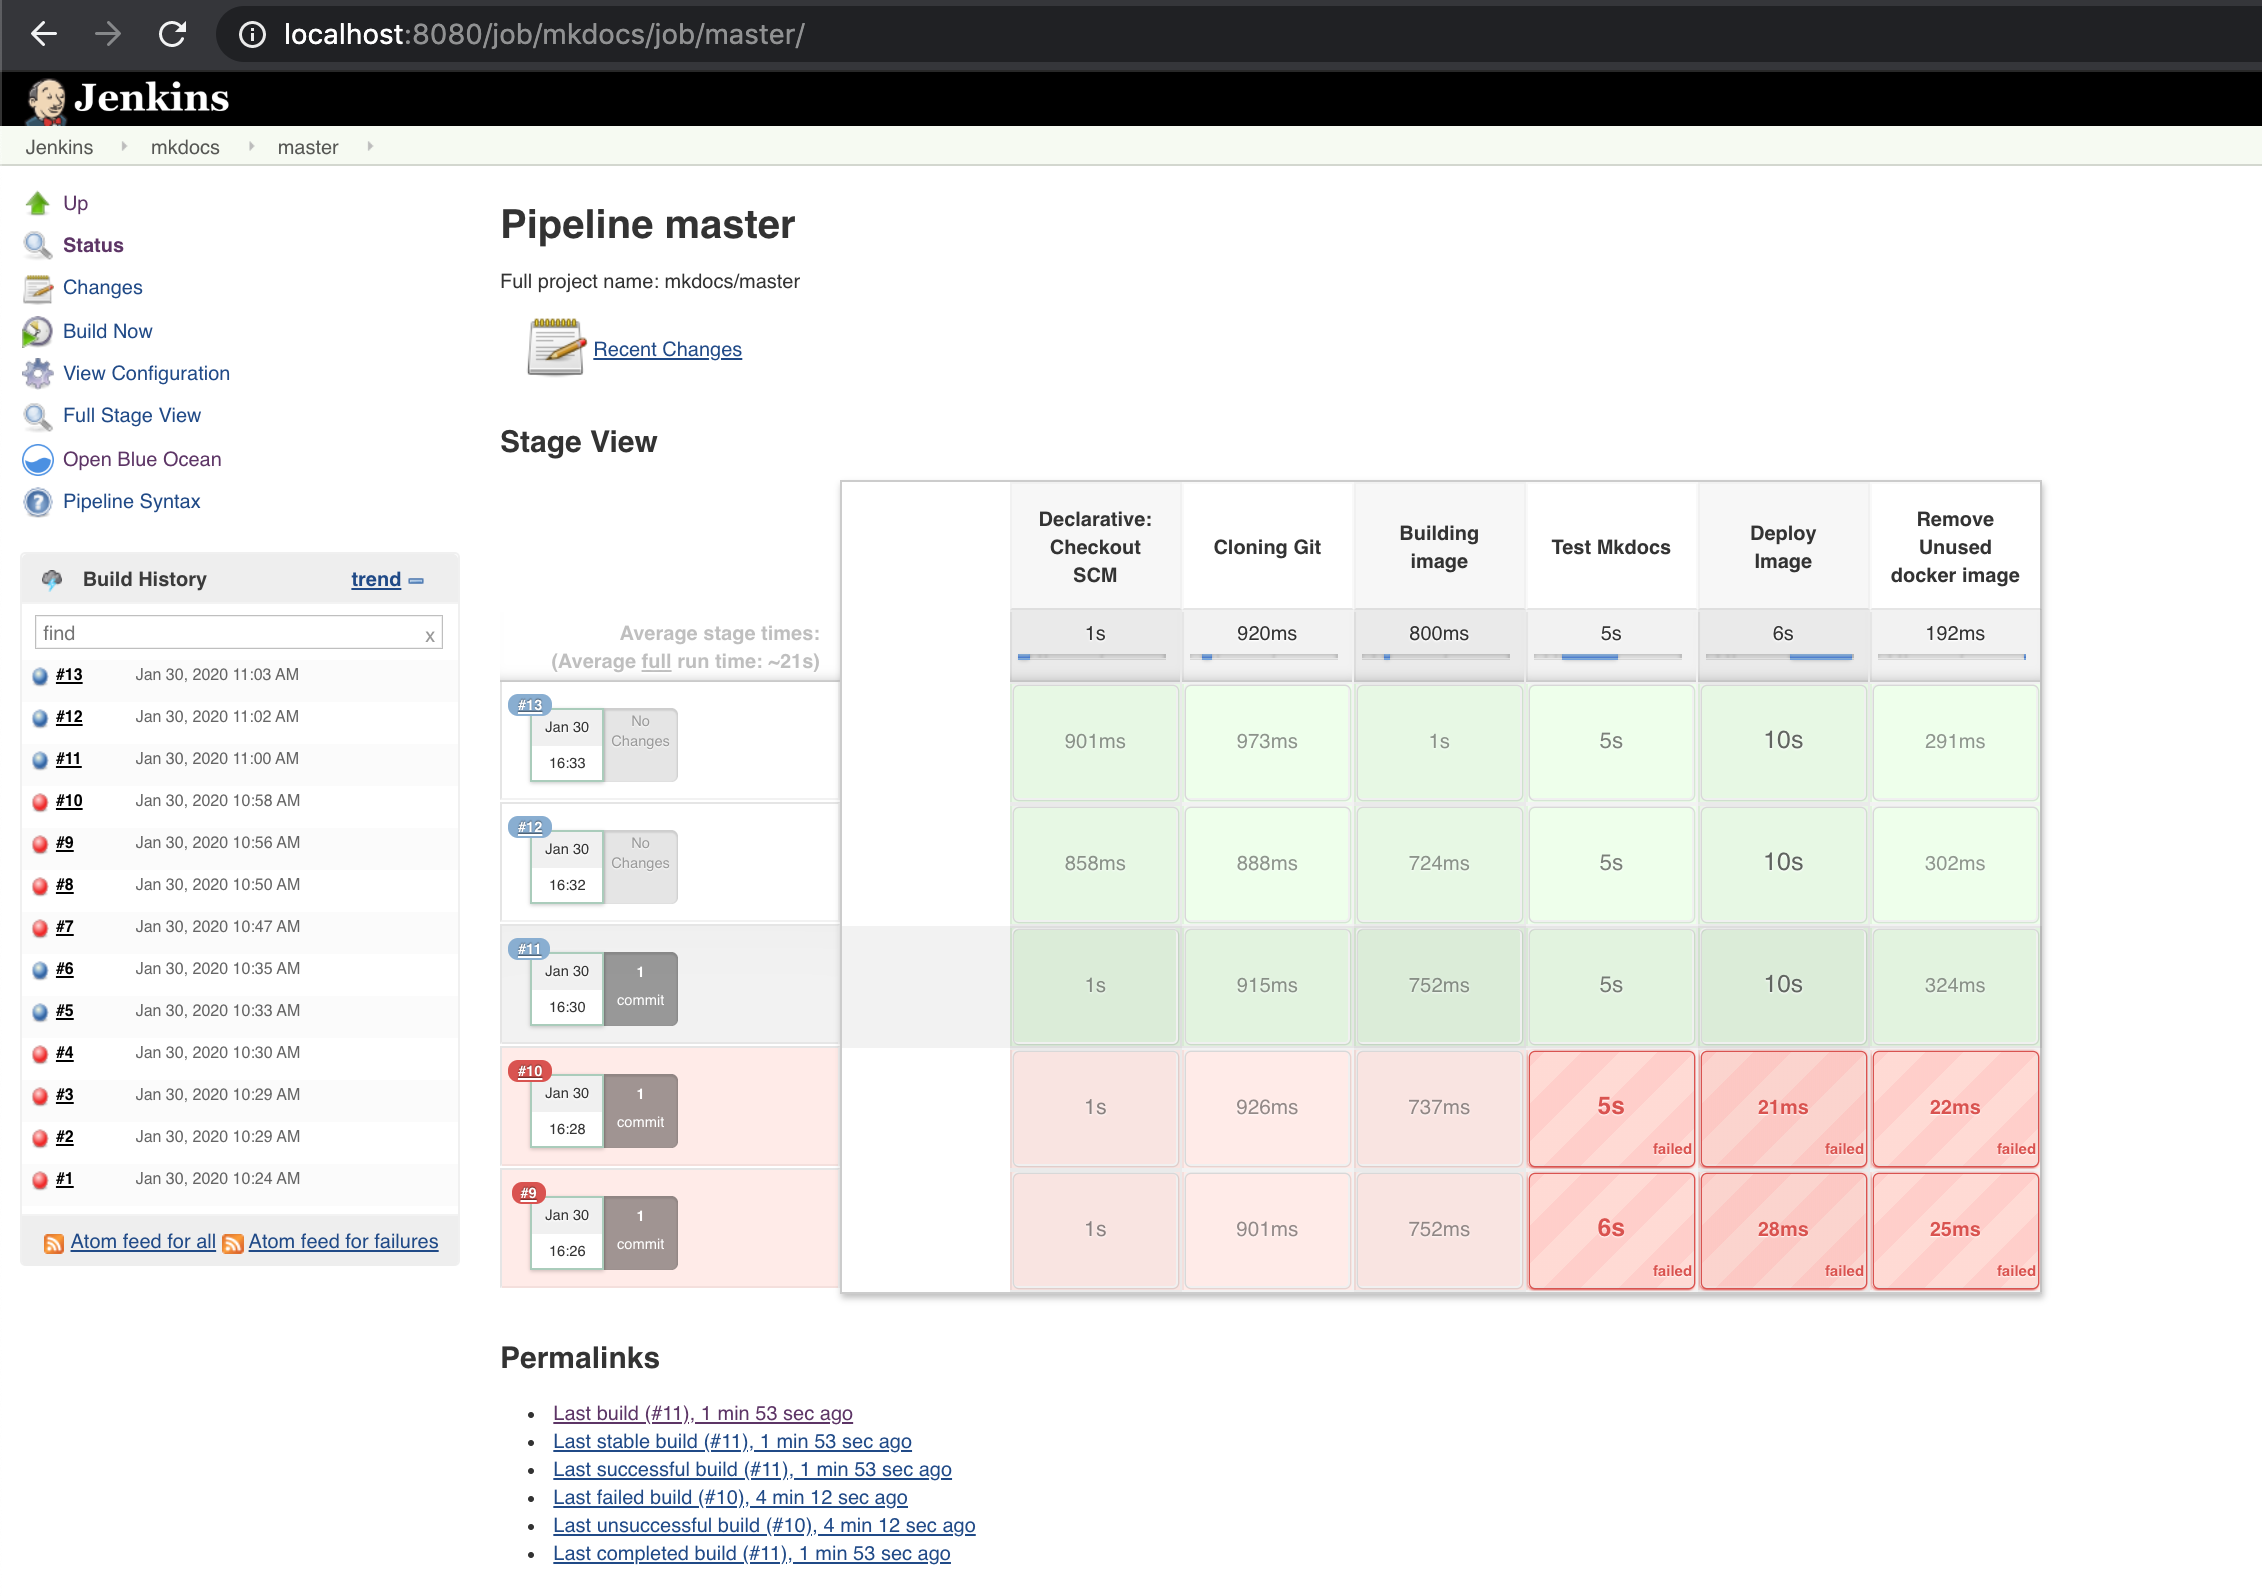 localhost:8080/job/mkdocs/job/master/
Jenkins
Jenkins mkdocs master
Up
Status
Changes
Build Now
View Configuration
Full Stage View
Open Blue Ocean
Pipeline Syntax
Build History trend
find x
#13 Jan 30, 2020 11:03 AM
#12 Jan 30, 2020 11:02 AM
#11 Jan 30, 2020 11:00 AM
#10 Jan 30, 2020 10:58 AM
#9 Jan 30, 2020 10:56 AM
#8 Jan 30, 2020 10:50 AM
#7 Jan 30, 2020 10:47 AM
#6 Jan 30, 2020 10:35 AM
#5 Jan 30, 2020 10:33 AM
#4 Jan 30, 2020 10:30 AM
#3 Jan 30, 2020 10:29 AM
#2 Jan 30, 2020 10:29 AM
#1 Jan 30, 2020 10:24 AM
Atom feed for all Atom feed for failures
Pipeline master
Full project name: mkdocs/master
Recent Changes
Stage View
Declarative:
Checkout
SCM
Cloning Git
Building
image
Test Mkdocs
Deploy
Image
Remove
Unused
docker image
Average stage times:
(Average full run time: ~21s)
1s 920ms 800ms 5s 6s 192ms
#13
Jan 30
16:33
No
Changes
901ms 973ms 1s 5s 10s 291ms
#12
Jan 30
16:32
No
Changes
858ms 888ms 724ms 5s 10s 302ms
#11
Jan 30
16:30
1
commit
1s 915ms 752ms 5s 10s 324ms
#10
Jan 30
16:28
1
commit
1s 926ms 737ms 5s 21ms 22ms
failed failed failed
#9
Jan 30
16:26
1
commit
1s 901ms 752ms 6s 28ms 25ms
failed failed failed
Permalinks
Last build (#11), 1 min 53 sec ago
Last stable build (#11), 1 min 53 sec ago
Last successful build (#11), 1 min 53 sec ago
Last failed build (#10), 4 min 12 sec ago
Last unsuccessful build (#10), 4 min 12 sec ago
Last completed build (#11), 1 min 53 sec ago